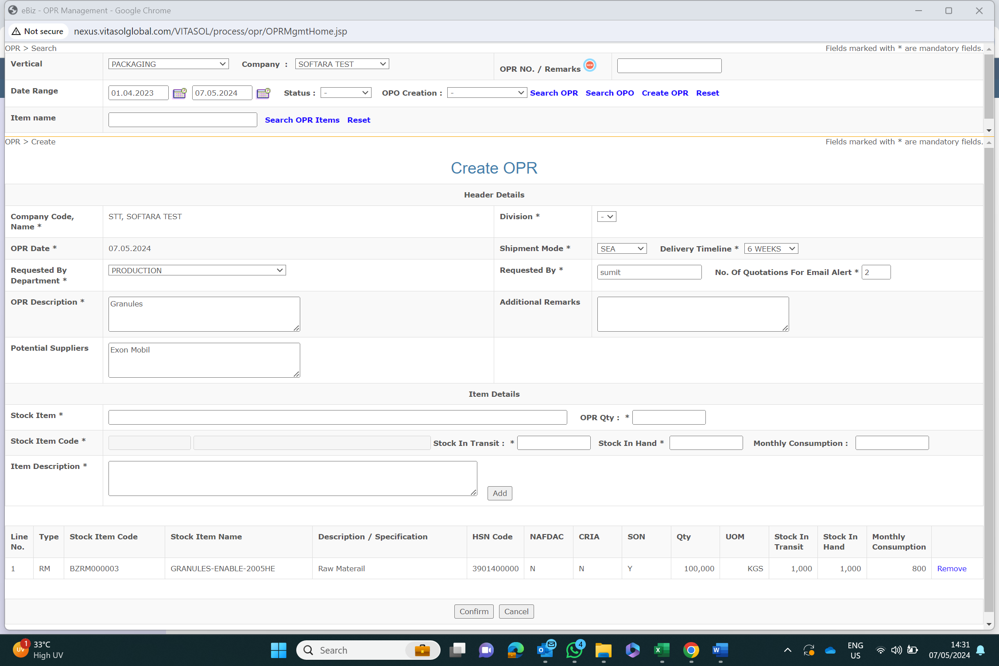 eBiz - OPR Management - Google Chrome
Not secure nexus.vitasolglobal.com/VITASOL/process/opr/OPRMgmtHome.jsp
OPR > Search Fields marked with * are mandatory fields.
Vertical PACKAGING Company : SOFTARA TEST OPR NO. / Remarks NEW
Date Range 01.04.2023 07.05.2024 Status : - OPO Creation : - Search OPR Search OPO Create OPR Reset
Item name Search OPR Items Reset
OPR > Create Fields marked with * are mandatory fields.
Create OPR
Header Details
Company Code, Name * STT, SOFTARA TEST Division * -
OPR Date * 07.05.2024 Shipment Mode * SEA Delivery Timeline * 6 WEEKS
Requested By Department * PRODUCTION Requested By * sumit No. Of Quotations For Email Alert * 2
OPR Description * Granules Additional Remarks
Potential Suppliers Exon Mobil
Item Details
Stock Item * OPR Qty : *
Stock Item Code * Stock In Transit : * Stock In Hand * Monthly Consumption :
Item Description *
Add
Line No. Type Stock Item Code Stock Item Name Description / Specification HSN Code NAFDAC CRIA SON Qty UOM Stock In Transit Stock In Hand Monthly Consumption
1 RM BZRM000003 GRANULES-ENABLE-2005HE Raw Materail 3901400000 N N Y 100,000 KGS 1,000 1,000 800 Remove
Confirm Cancel
UV 1 33°C
High UV
Search
4
ENG
US
14:31
07/05/2024